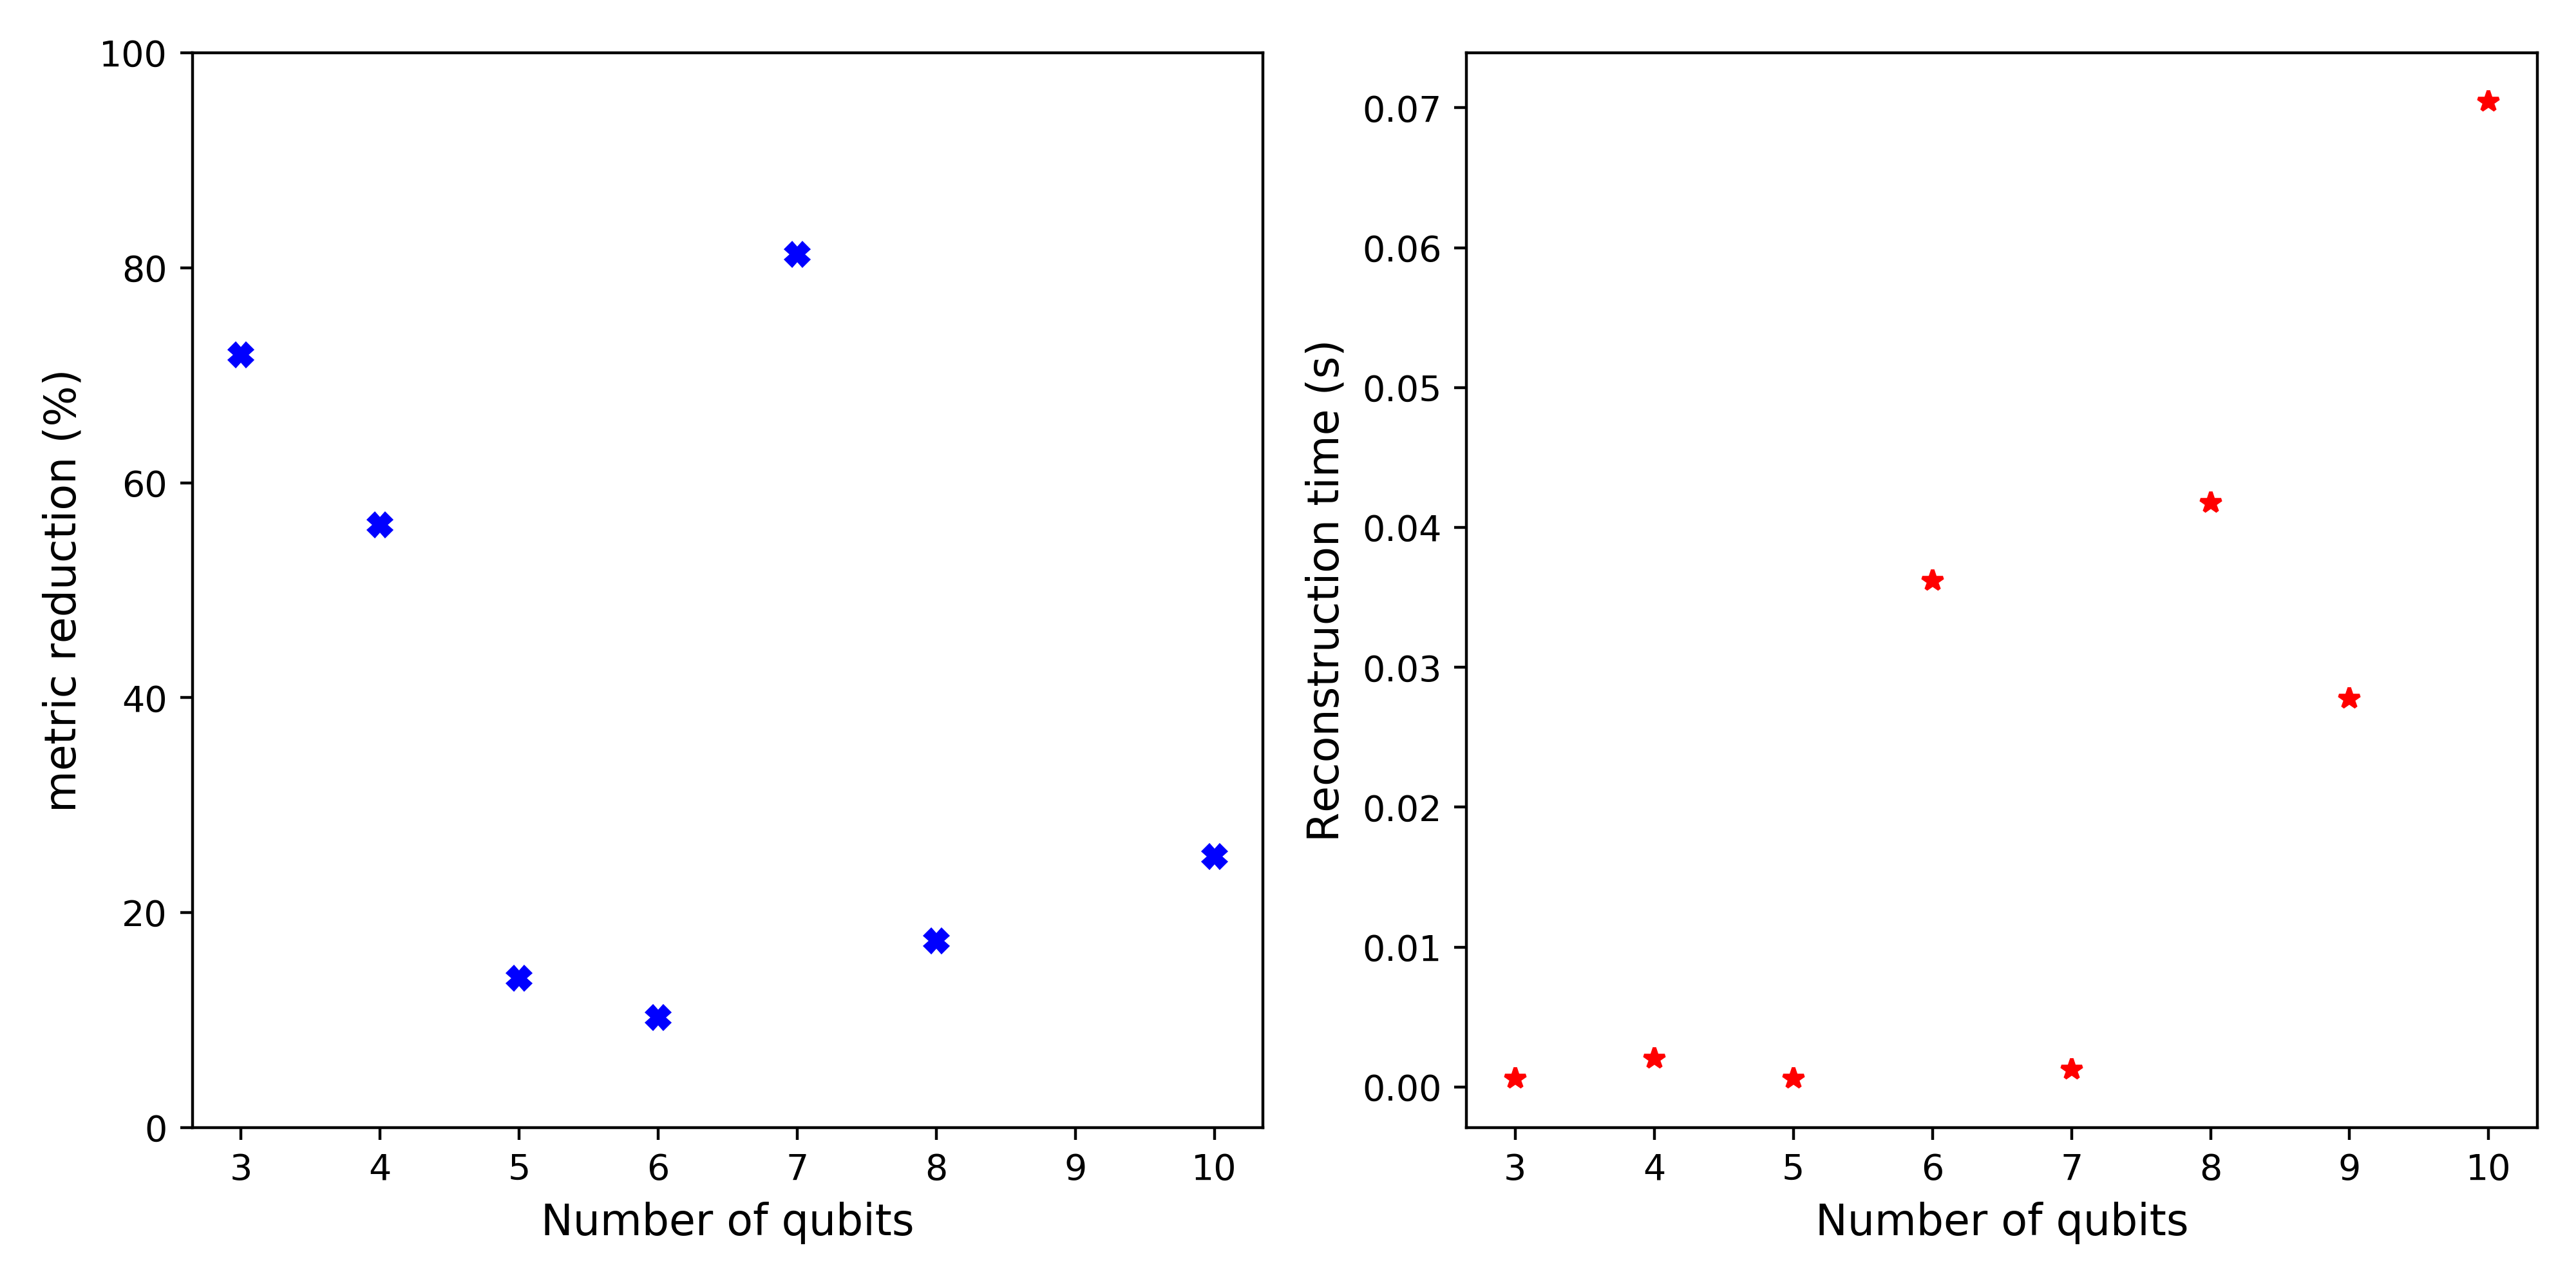 metric reduction (%)
100
80
60
40
20
0
3 4 5 6 7 8 9 10
Number of qubits
Reconstruction time (s)
0.07
0.06
0.05
0.04
0.03
0.02
0.01
0.00
3 4 5 6 7 8 9 10
Number of qubits